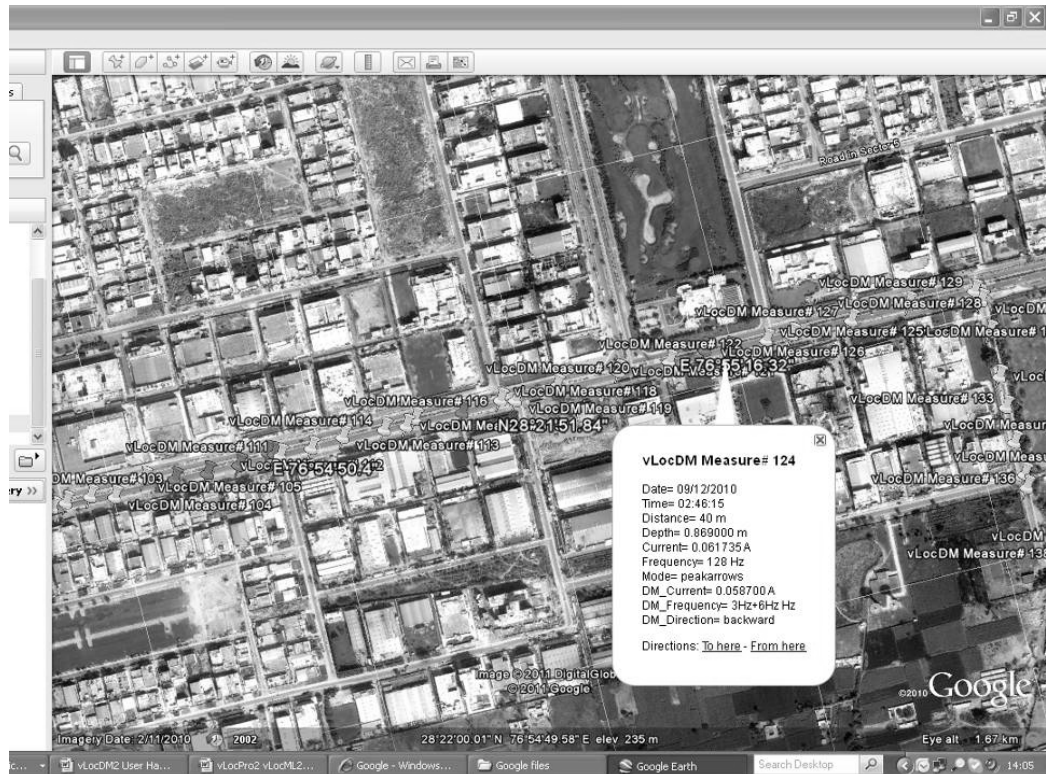 s
Road in Sector 6
vLocDM Measure# 129
vLocDM Measure# 128
vLocDM
vLocDM Measure# 127
vLocDM Measure# 125
LocDM Measure# 1
vLocDM Measure# 122
vLocDM Measure# 126
vLocDM Measure# 120
E-76°55'16.32"
vLocDM Measure# 118
vLocDM Measure# 119
vLocDM Measure# 116
vLocDM Measure# 133
vLocDM Measure# 114
N28°21'51.84"
vLocDM Measure# 111
vLocDM Measure# 113
E-76°54'50.4"
DM Measure# 103
vLocDM Measure# 105
vLocDM Measure# 104
vLocDM Measure# 136
ery >>
vLocDM
vLocDM Measure# 138
vLocDM Measure# 124
Date= 09/12/2010
Time= 02:46:15
Distance= 40 m
Depth= 0.869000 m
Current= 0.061735 A
Frequency= 128 Hz
Mode= peakarrows
DM_Current= 0.058700 A
DM_Frequency= 3Hz+6Hz Hz
DM_Direction= backward
Directions: To here - From here
Image © 2011 DigitalGlob
© 2011 Google
©2010 Google
Imagery Date: 2/11/2010 2002 28°22'00.01" N 76°54'49.58" E elev 235 m Eye alt 1.67 km
ic... vLocDM2 User Ha... vLocPro2 vLocML2... Google - Windows... Google files Google Earth Search Desktop 14:05